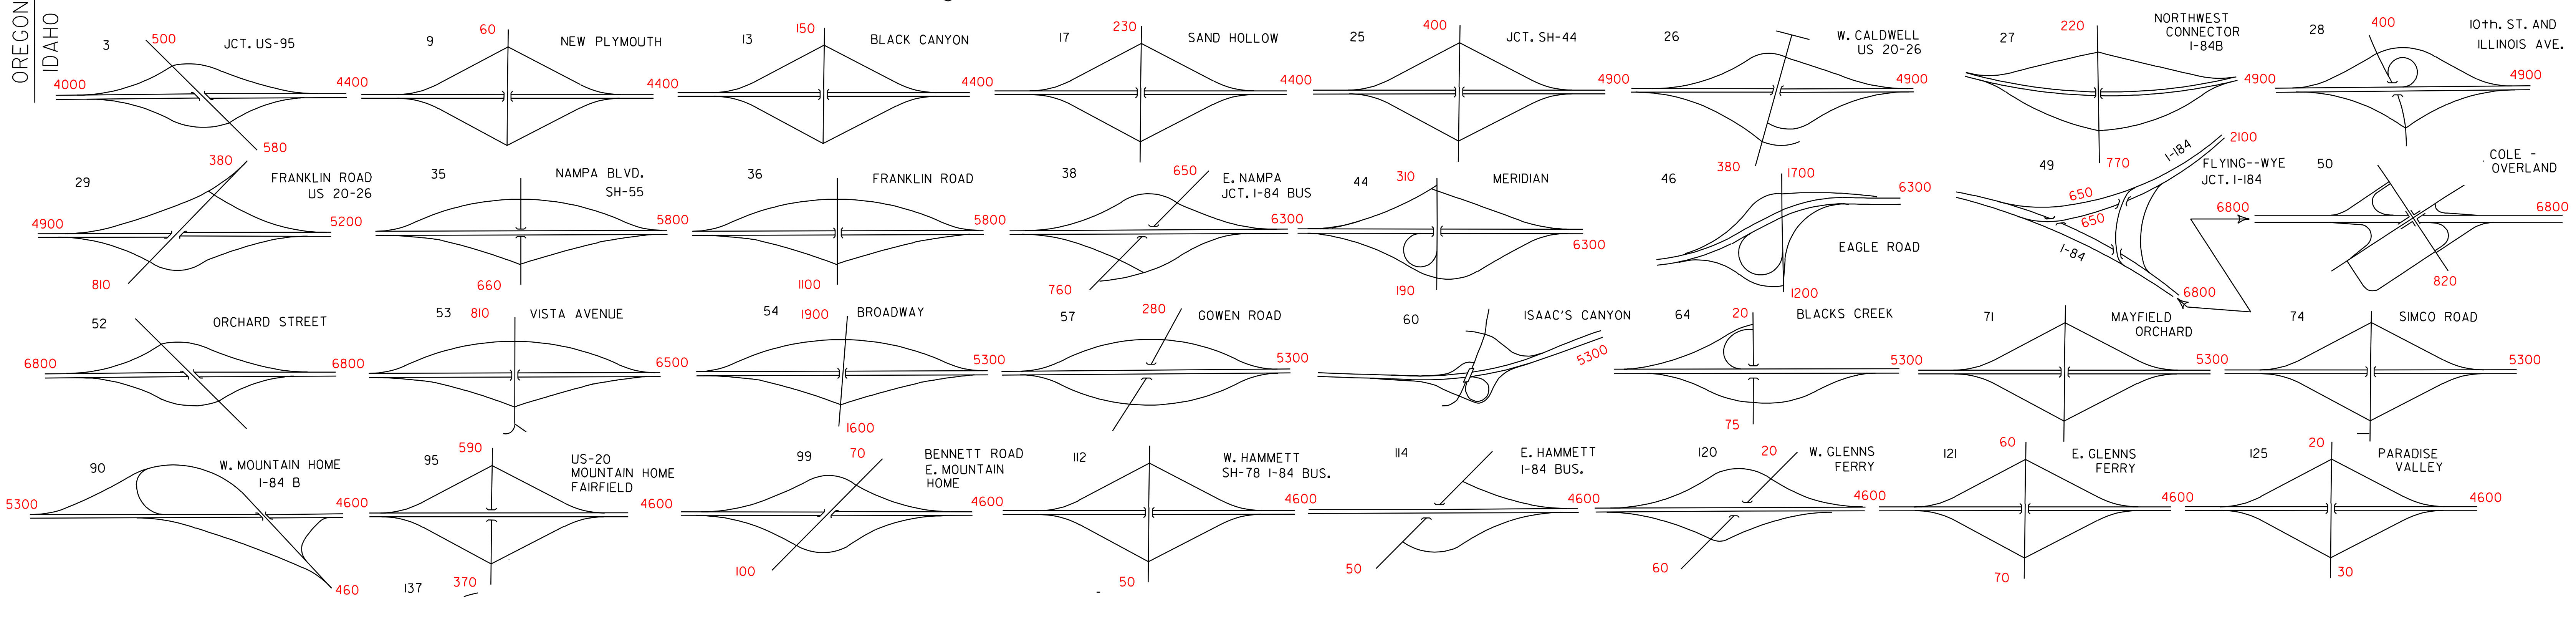 OREGON
IDAHO
3
500
JCT. US-95
4000
4400
580
9
60
NEW PLYMOUTH
4400
13
150
BLACK CANYON
4400
17
230
SAND HOLLOW
4400
25
400
JCT. SH-44
4900
26
W. CALDWELL
US 20-26
4900
380
27
220
NORTHWEST
CONNECTOR
I-84B
4900
770
28
400
10th. ST. AND
ILLINOIS AVE.
4900
29
380
FRANKLIN ROAD
US 20-26
4900
5200
810
35
NAMPA BLVD.
SH-55
5800
660
36
FRANKLIN ROAD
5800
1100
38
650
E. NAMPA
JCT. I-84 BUS
6300
760
44
310
MERIDIAN
6300
190
46
1700
6300
EAGLE ROAD
1200
49
I-184
2100
FLYING--WYE
JCT. I-184
650
650
I-84
6800
6800
50
COLE -
OVERLAND
6800
820
52
ORCHARD STREET
6800
6800
53
810
VISTA AVENUE
6500
54
1900
BROADWAY
5300
1600
57
280
GOWEN ROAD
5300
60
ISAAC'S CANYON
5300
64
20
BLACKS CREEK
5300
75
71
MAYFIELD
ORCHARD
5300
74
SIMCO ROAD
5300
90
W. MOUNTAIN HOME
I-84 B
5300
4600
460
95
590
US-20
MOUNTAIN HOME
FAIRFIELD
4600
370
99
70
BENNETT ROAD
E. MOUNTAIN
HOME
4600
100
112
W. HAMMETT
SH-78 I-84 BUS.
4600
50
114
E. HAMMETT
I-84 BUS.
4600
50
120
20
W. GLENNS
FERRY
4600
60
121
60
E. GLENNS
FERRY
4600
70
125
20
PARADISE
VALLEY
4600
30
137